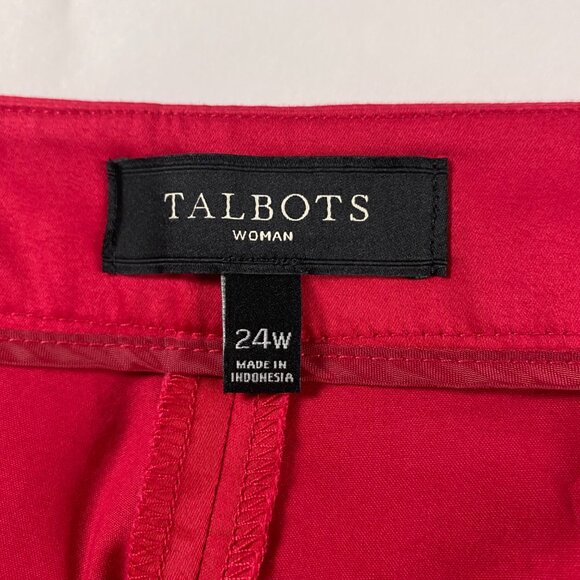 TALBOTS
WOMAN
24W
MADE IN
INDONESIA